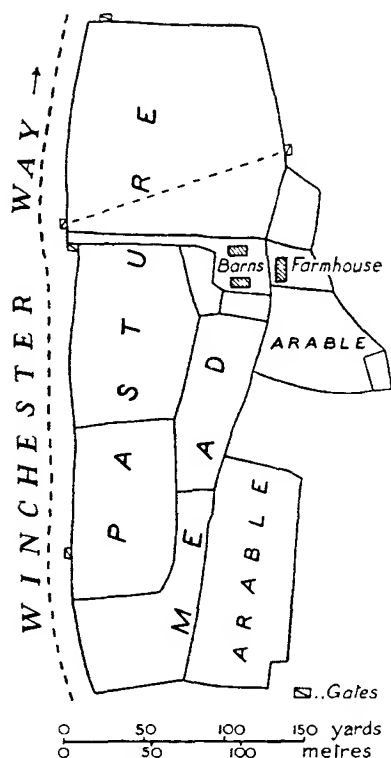 WINCHESTER WAY →
PASTURE
Barns
Farmhouse
ARABLE
MEAD
ARABLE
..Gates
0 50 100 150 yards
0 50 100 metres